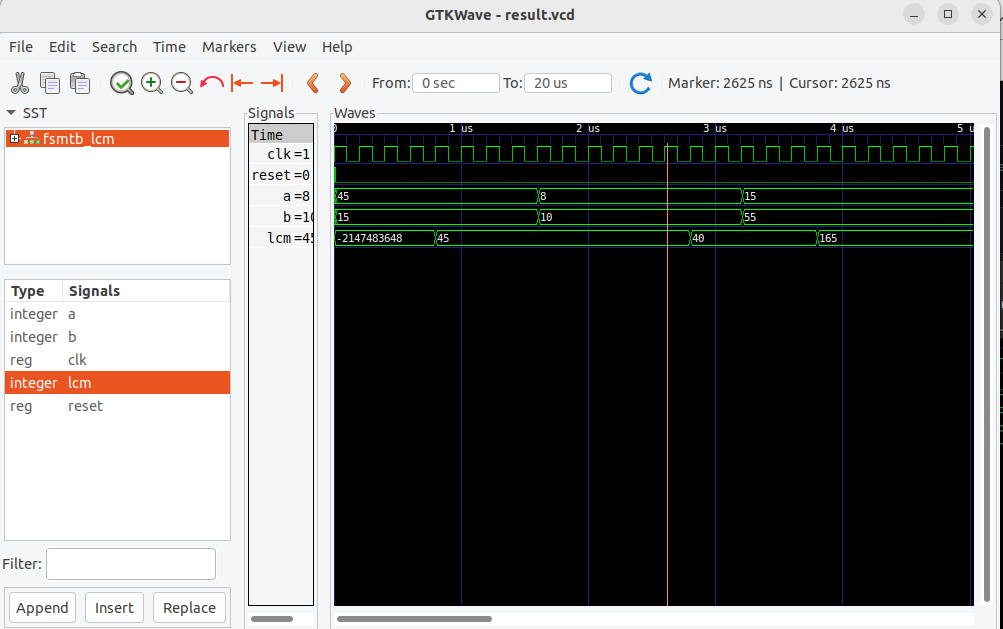 GTKWave - result.vcd
File Edit Search Time Markers View Help
From: 0 sec To: 20 us Marker: 2625 ns | Cursor: 2625 ns
SST
fsmtb_lcm
Type Signals
integer a
integer b
reg clk
integer lcm
reg reset
Filter:
Append Insert Replace
Signals
Time
clk =1
reset =0
a =8
b =10
lcm =45
Waves
0 1 us 2 us 3 us 4 us 5 u
45 8 15
15 10 55
-2147483648 45 40 165